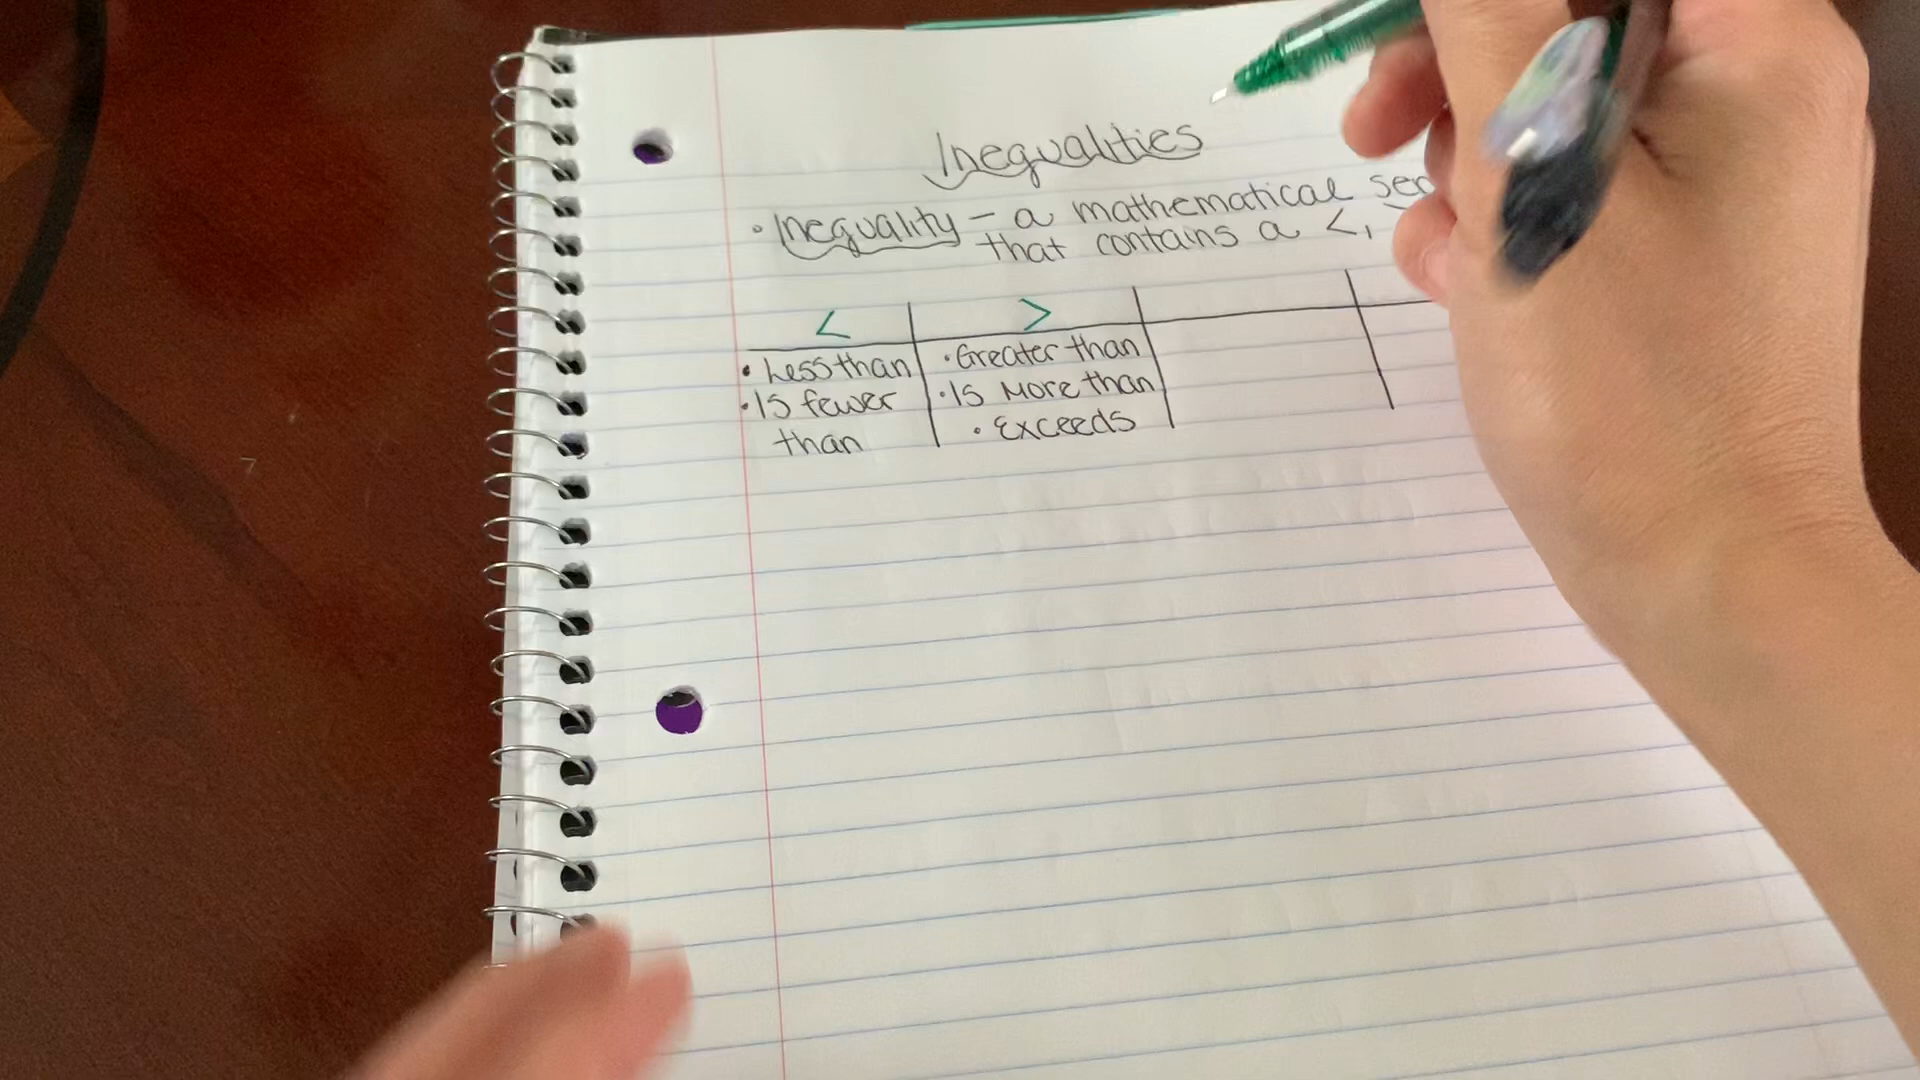 Inequalities
• Inequality – a mathematical
that contains a <,
< >
• Less than • Greater than
• Is fewer • Is more than
than • Exceeds